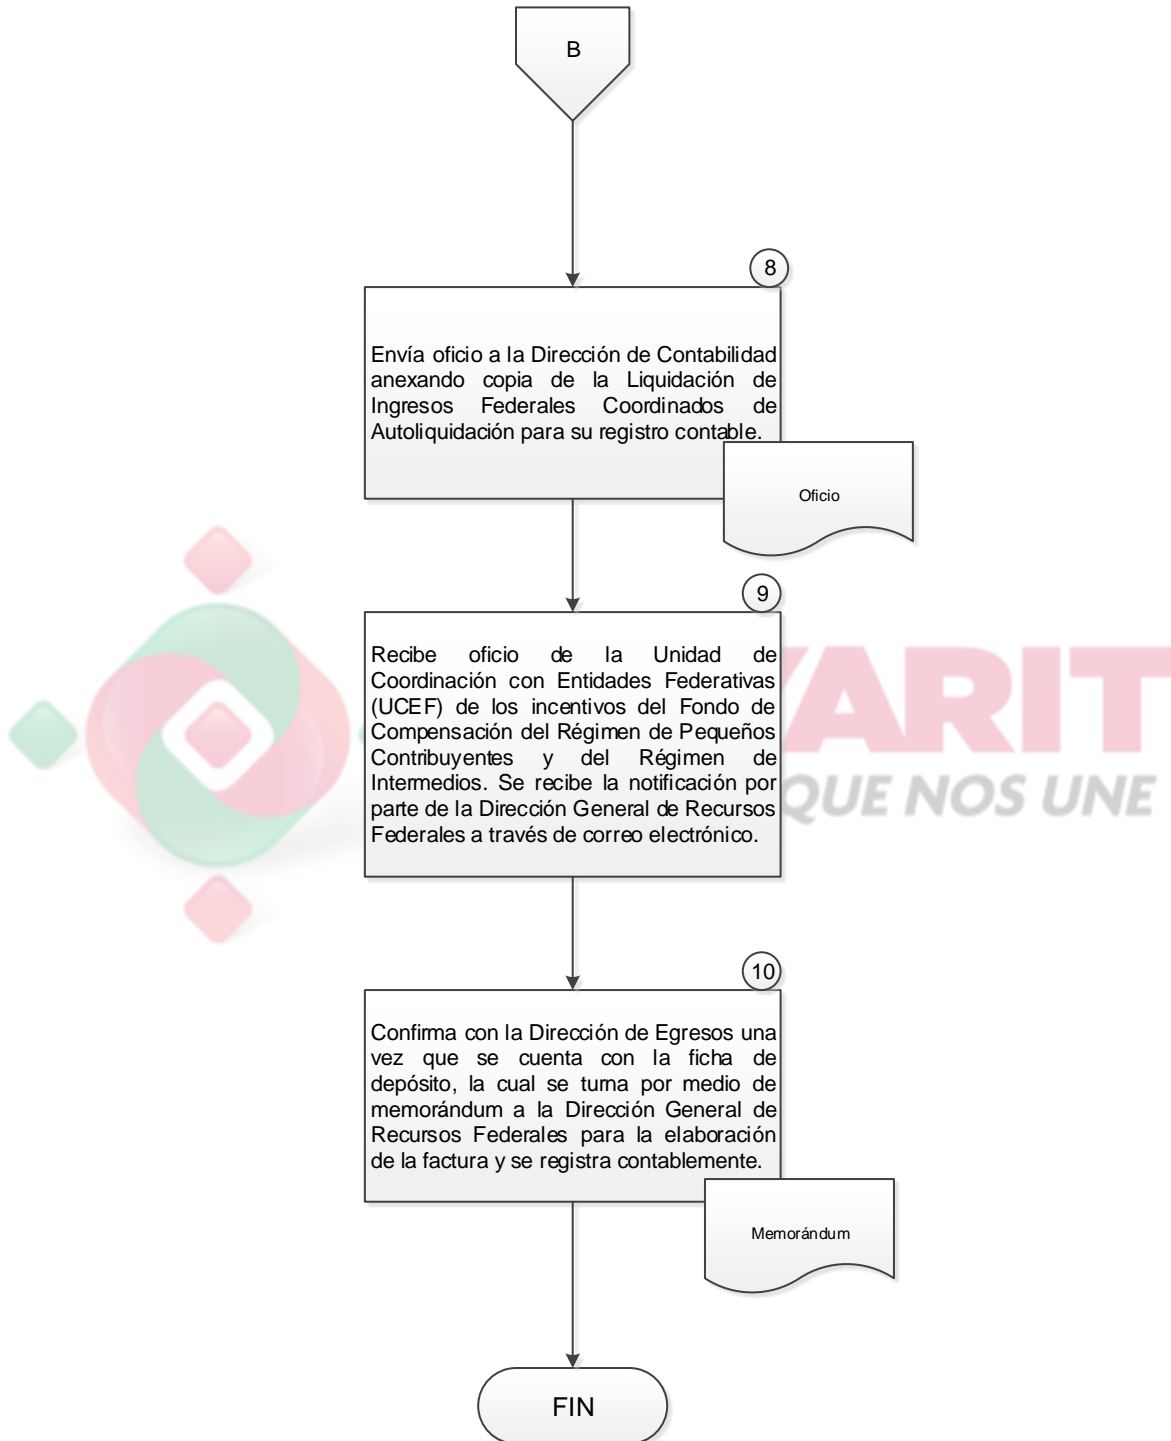 B
8
Envía oficio a la Dirección de Contabilidad
anexando copia de la Liquidación de
Ingresos Federales Coordinados de
Autoliquidación para su registro contable.
Oficio
9
Recibe oficio de la Unidad de
Coordinación con Entidades Federativas
(UCEF) de los incentivos del Fondo de
Compensación del Régimen de Pequeños
Contribuyentes y del Régimen de
Intermedios. Se recibe la notificación por
parte de la Dirección General de Recursos
Federales a través de correo electrónico.
YARIT
QUE NOS UNE
10
Confirma con la Dirección de Egresos una
vez que se cuenta con la ficha de
depósito, la cual se turna por medio de
memorándum a la Dirección General de
Recursos Federales para la elaboración
de la factura y se registra contablemente.
Memorándum
FIN